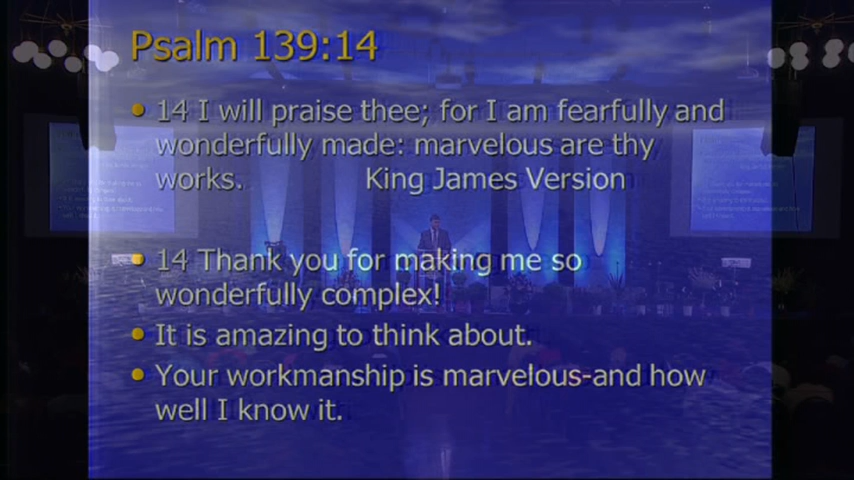 Psalm 139:14
14 I will praise thee; for I am fearfully and
wonderfully made: marvelous are thy
works. King James Version
14 Thank you for making me so
wonderfully complex!
It is amazing to think about.
Your workmanship is marvelous-and how
well I know it.